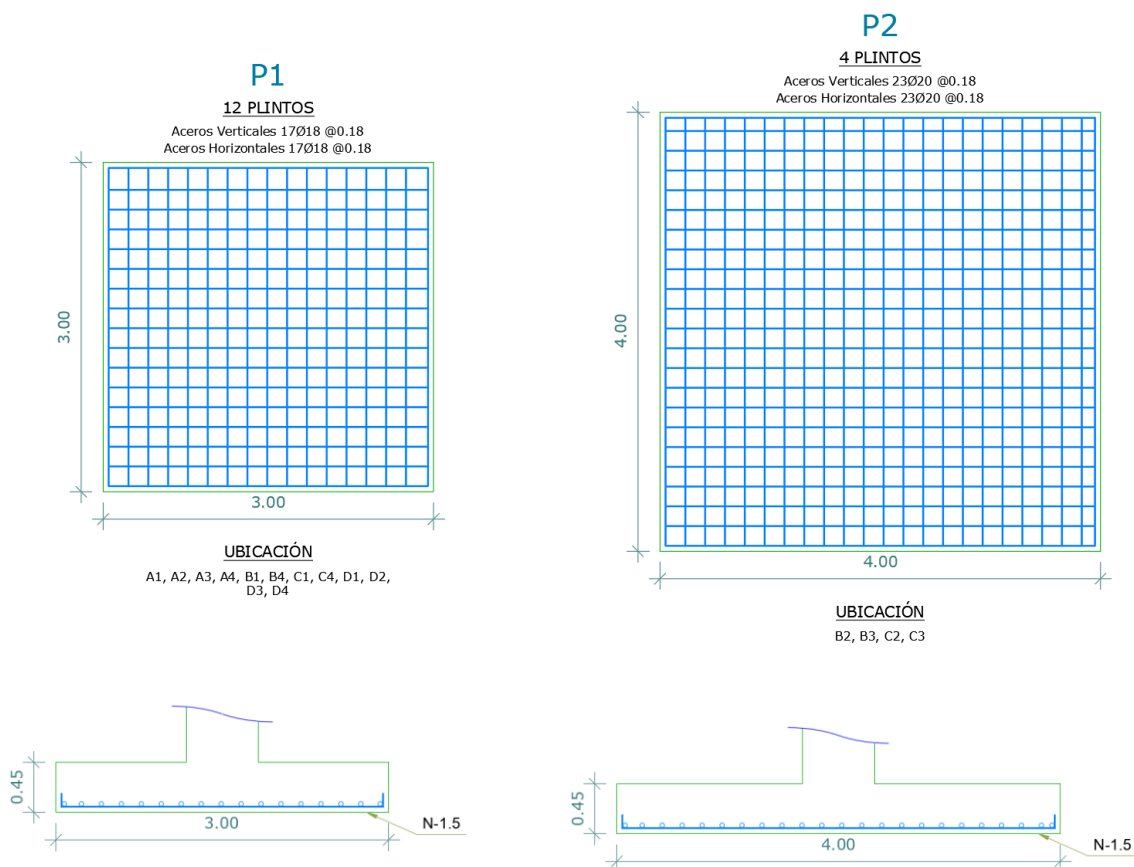 P1
12 PLINTOS
Aceros Verticales 17Ø18 @0.18
Aceros Horizontales 17Ø18 @0.18
3.00
3.00
UBICACIÓN
A1, A2, A3, A4, B1, B4, C1, C4, D1, D2,
D3, D4
P2
4 PLINTOS
Aceros Verticales 23Ø20 @0.18
Aceros Horizontales 23Ø20 @0.18
4.00
4.00
UBICACIÓN
B2, B3, C2, C3
0.45
3.00
N-1.5
0.45
4.00
N-1.5